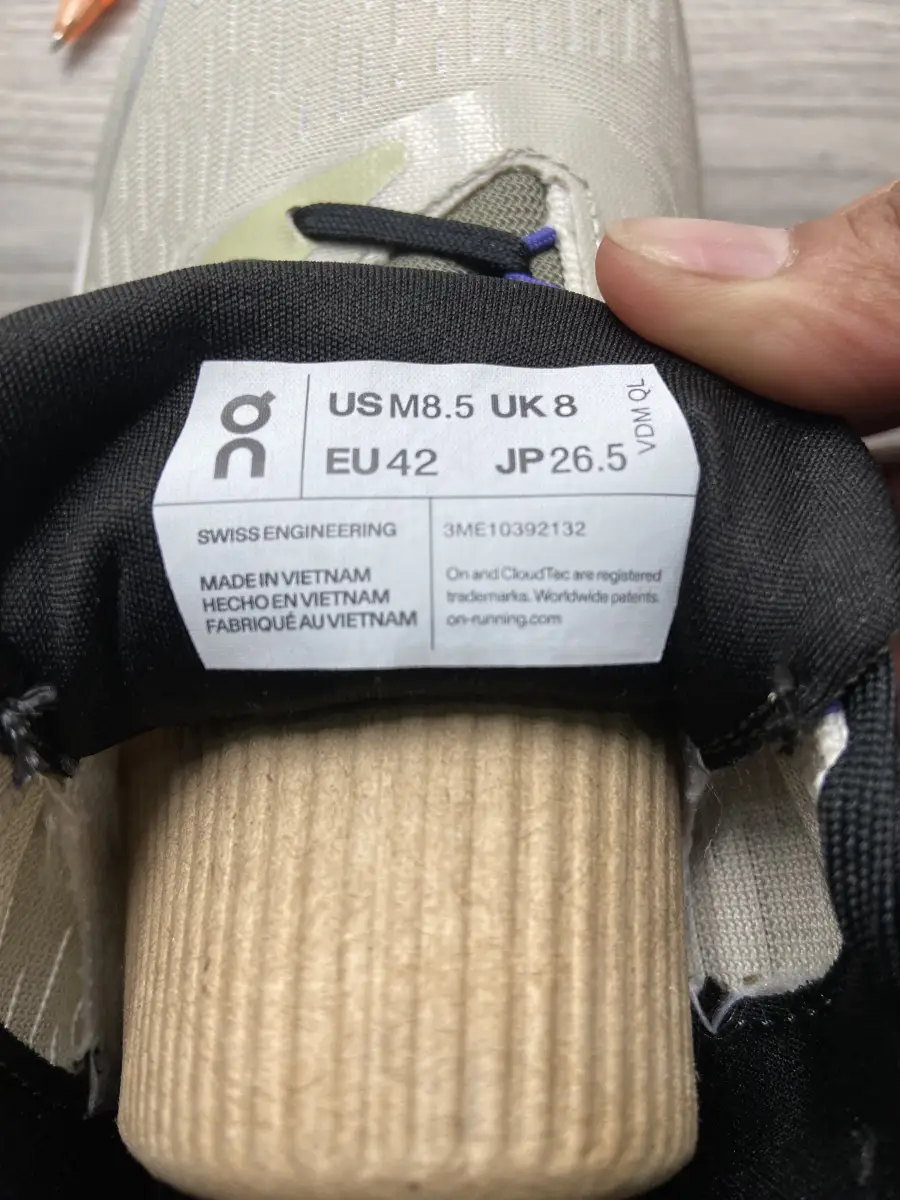 US M8.5 UK 8
EU 42 JP 26.5
VDM QL
SWISS ENGINEERING
MADE IN VIETNAM
HECHO EN VIETNAM
FABRIQUÉ AU VIETNAM
3ME10392132
On and CloudTec are registered
trademarks. Worldwide patents.
on-running.com